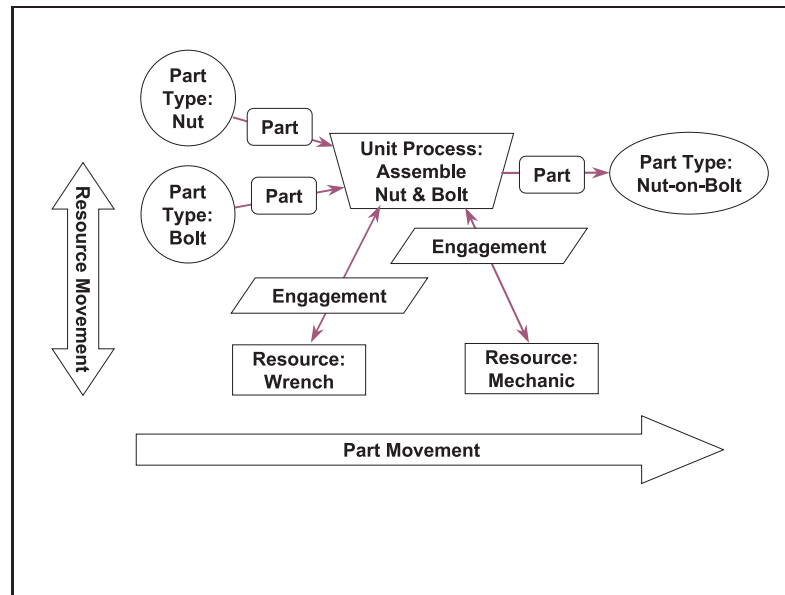 Part
Type:
Nut
Part
Unit Process:
Assemble
Nut & Bolt
Part
Part Type:
Nut-on-Bolt
Part
Type:
Bolt
Part
Resource Movement
Engagement
Engagement
Resource:
Wrench
Resource:
Mechanic
Part Movement